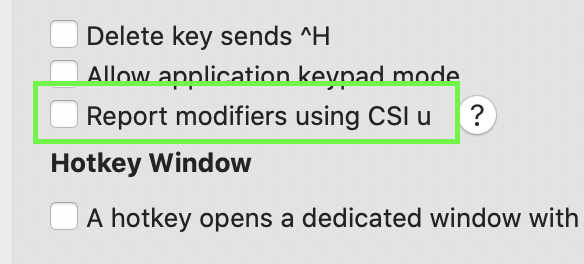 Delete key sends ^H
Allow application keypad mode
Report modifiers using CSI u ?
Hotkey Window
A hotkey opens a dedicated window with